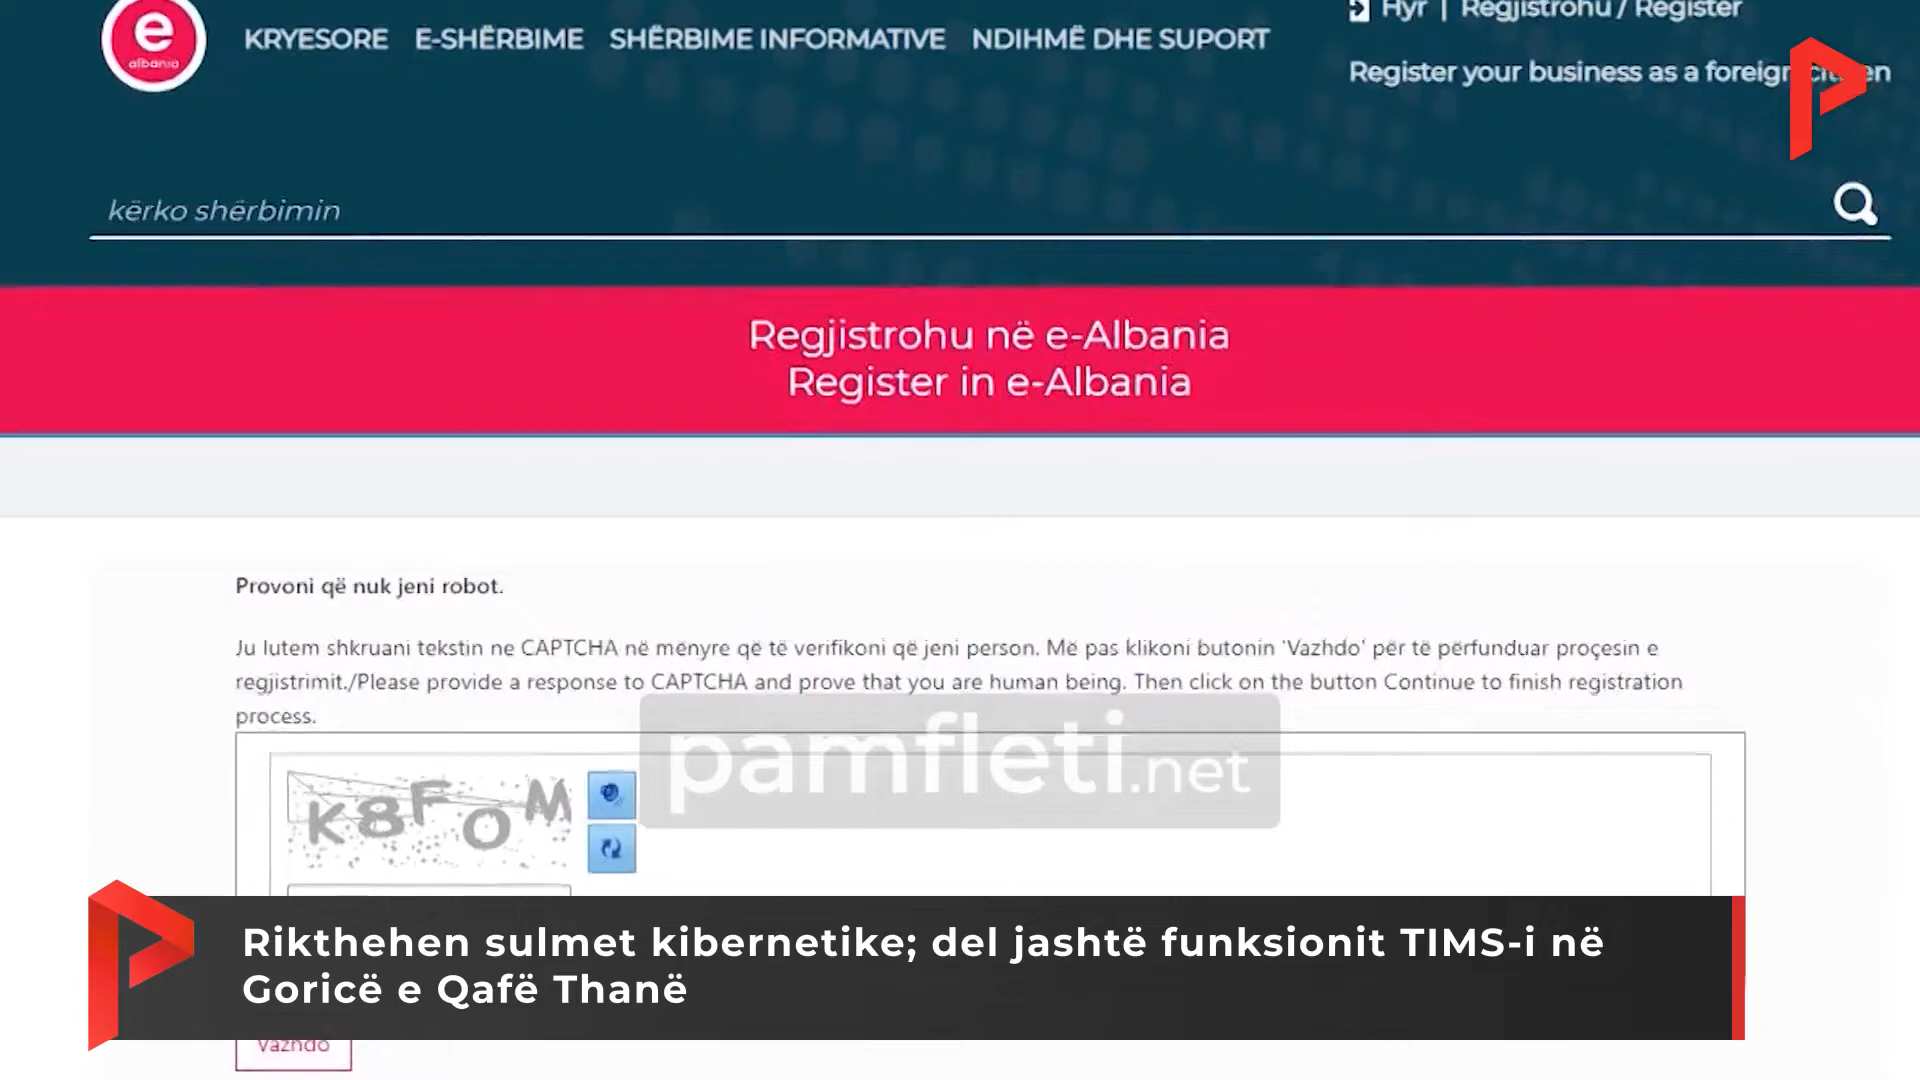 e
albania
KRYESORE E-SHËRBIME SHËRBIME INFORMATIVE NDIHMË DHE SUPORT
Hyr | Regjistrohu / Register
Register your business as a foreign citizen
kërko shërbimin
Regjistrohu në e-Albania
Register in e-Albania
Provoni që nuk jeni robot.
Ju lutem shkruani tekstin ne CAPTCHA në mënyre që të verifikoni që jeni person. Më pas klikoni butonin 'Vazhdo' për të përfunduar proçesin e
regjistrimit./Please provide a response to CAPTCHA and prove that you are human being. Then click on the button Continue to finish registration
process.
pamfleti.net
K8FOM
Rikthehen sulmet kibernetike; del jashtë funksionit TIMS-i në
Goricë e Qafë Thanë
Vazhdo